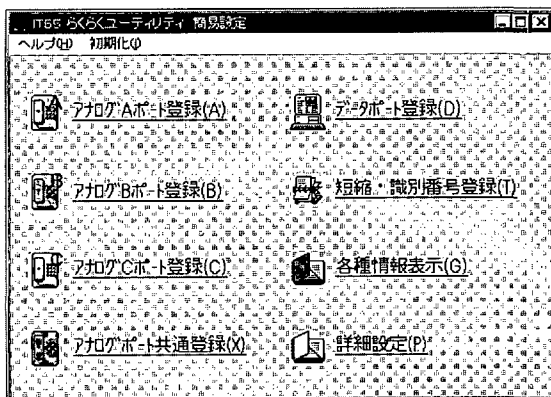 IT55 らくらくユーティリティ 簡易設定
ヘルプ(H) 初期化(I)
アナログAポート登録(A)
アナログBポート登録(B)
アナログCポート登録(C)
アナログポート共通登録(X)
データポート登録(D)
短縮・識別番号登録(T)
各種情報表示(G)
詳細設定(P)